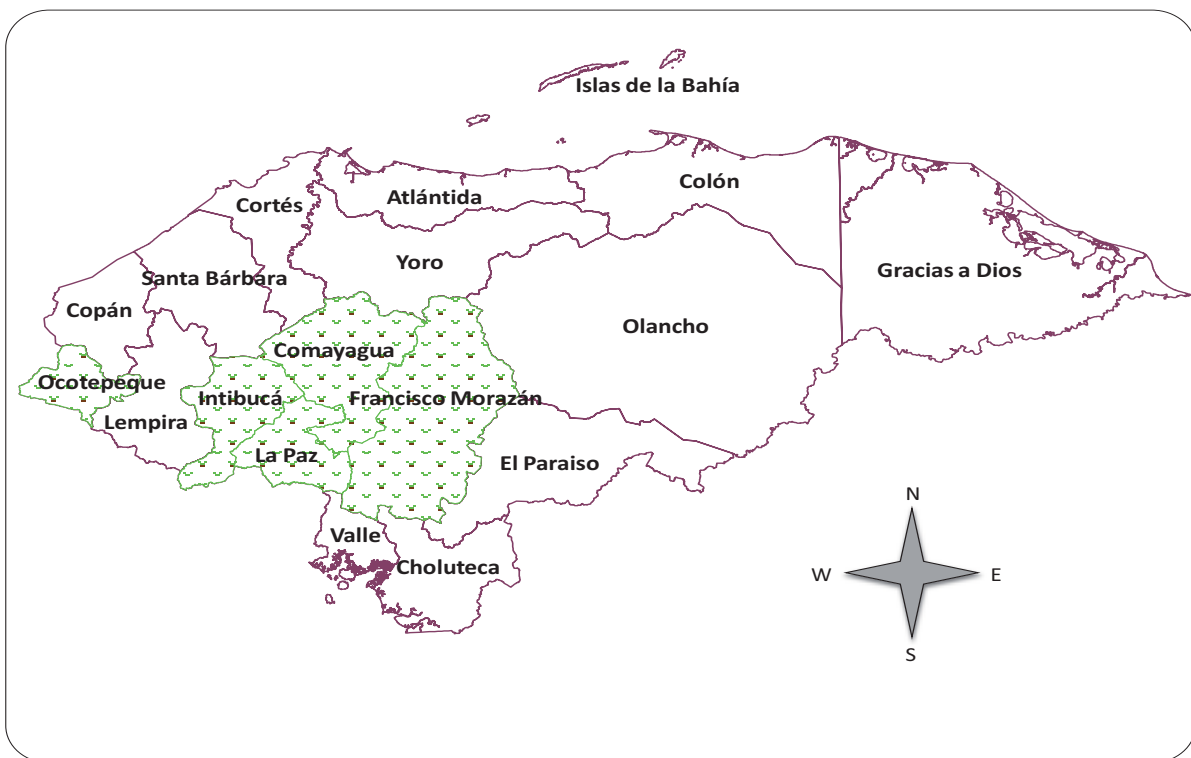 Islas de la Bahía
Colón
Atlántida
Cortés
Yoro
Gracias a Dios
Santa Bárbara
Copán
Olancho
Comayagua
Ocotepeque
Intibucá
Francisco Morazán
Lempira
La Paz
El Paraiso
Valle
Choluteca
N
W
E
S